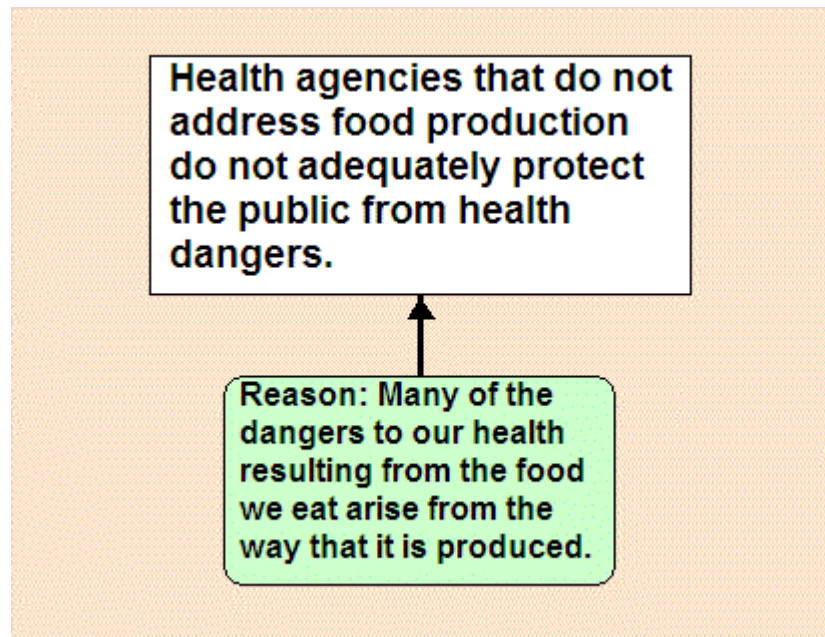 Health agencies that do not
address food production
do not adequately protect
the public from health
dangers.
Reason: Many of the
dangers to our health
resulting from the food
we eat arise from the
way that it is produced.